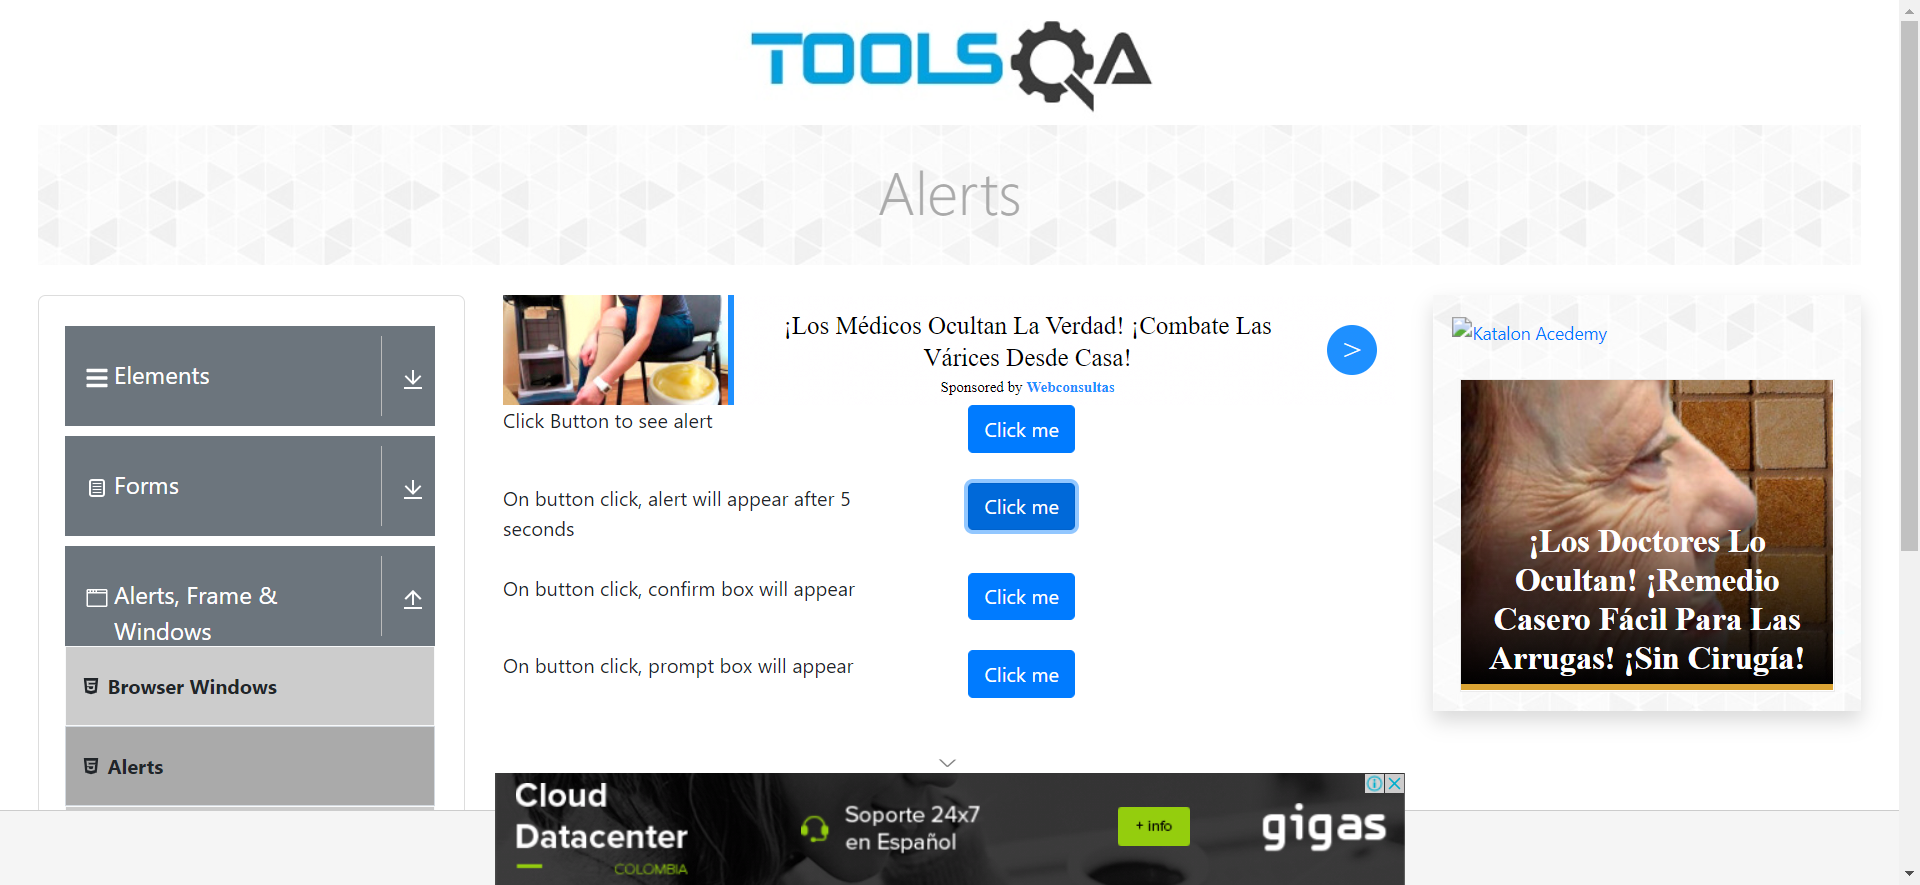 TOOLSQA
Alerts
Elements
Forms
Alerts, Frame &
Windows
Browser Windows
Alerts
¡Los Médicos Ocultan La Verdad! ¡Combate Las
Várices Desde Casa!
Sponsored by Webconsultas
>
Click Button to see alert
Click me
On button click, alert will appear after 5
seconds
Click me
On button click, confirm box will appear
Click me
On button click, prompt box will appear
Click me
Katalon Acedemy
¡Los Doctores Lo
Ocultan! ¡Remedio
Casero Fácil Para Las
Arrugas! ¡Sin Cirugía!
Cloud
Datacenter
COLOMBIA
Soporte 24x7
en Español
+ info
gigas